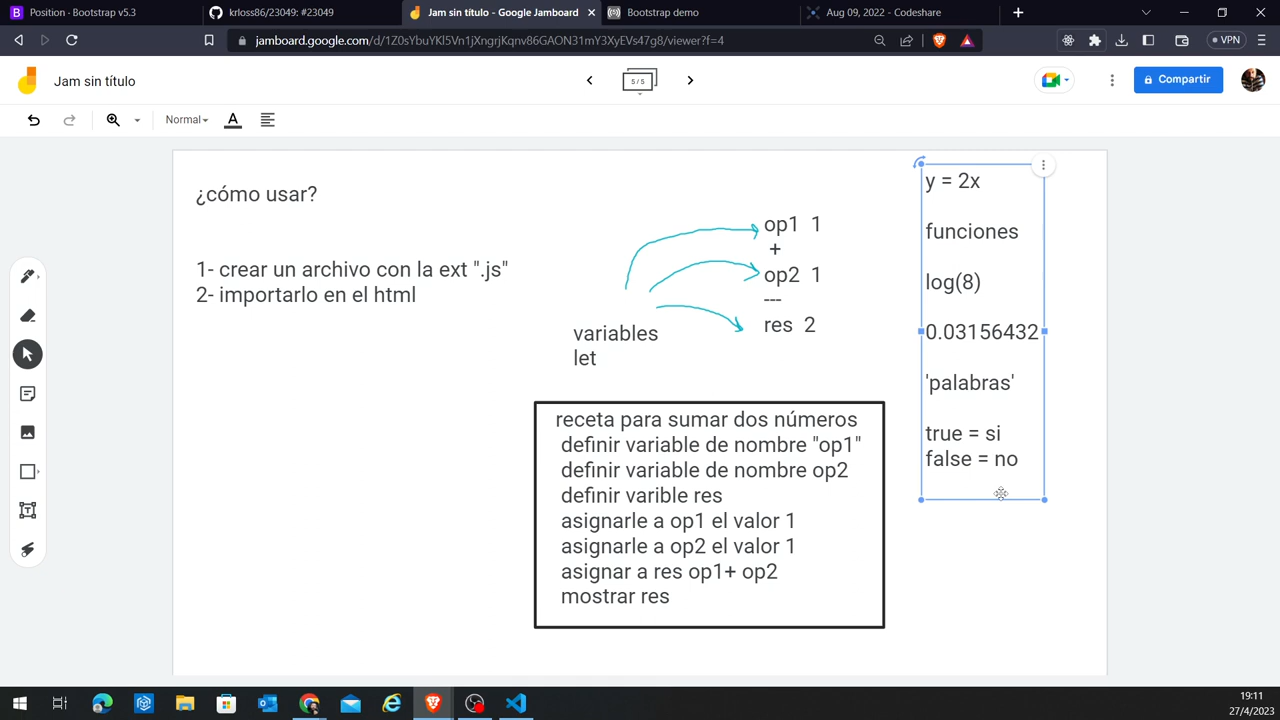 Position - Bootstrap v5.3
krloss86/23049: #23049
Jam sin título - Google Jamboard
Bootstrap demo
Aug 09, 2022 - Codeshare
jamboard.google.com/d/1Z0sYbuYKl5Vn1jXngrjKqnv86GAON31mY3XyEVs47g8/viewer?f=4
VPN
Jam sin título
5 / 5
Compartir
Normal
A
¿cómo usar?
1- crear un archivo con la ext ".js"
2- importarlo en el html
variables
let
op1 1
+
op2 1
---
res 2
receta para sumar dos números
definir variable de nombre "op1"
definir variable de nombre op2
definir varible res
asignarle a op1 el valor 1
asignarle a op2 el valor 1
asignar a res op1+ op2
mostrar res
y = 2x
funciones
log(8)
0.03156432
'palabras'
true = si
false = no
19:11
27/4/2023